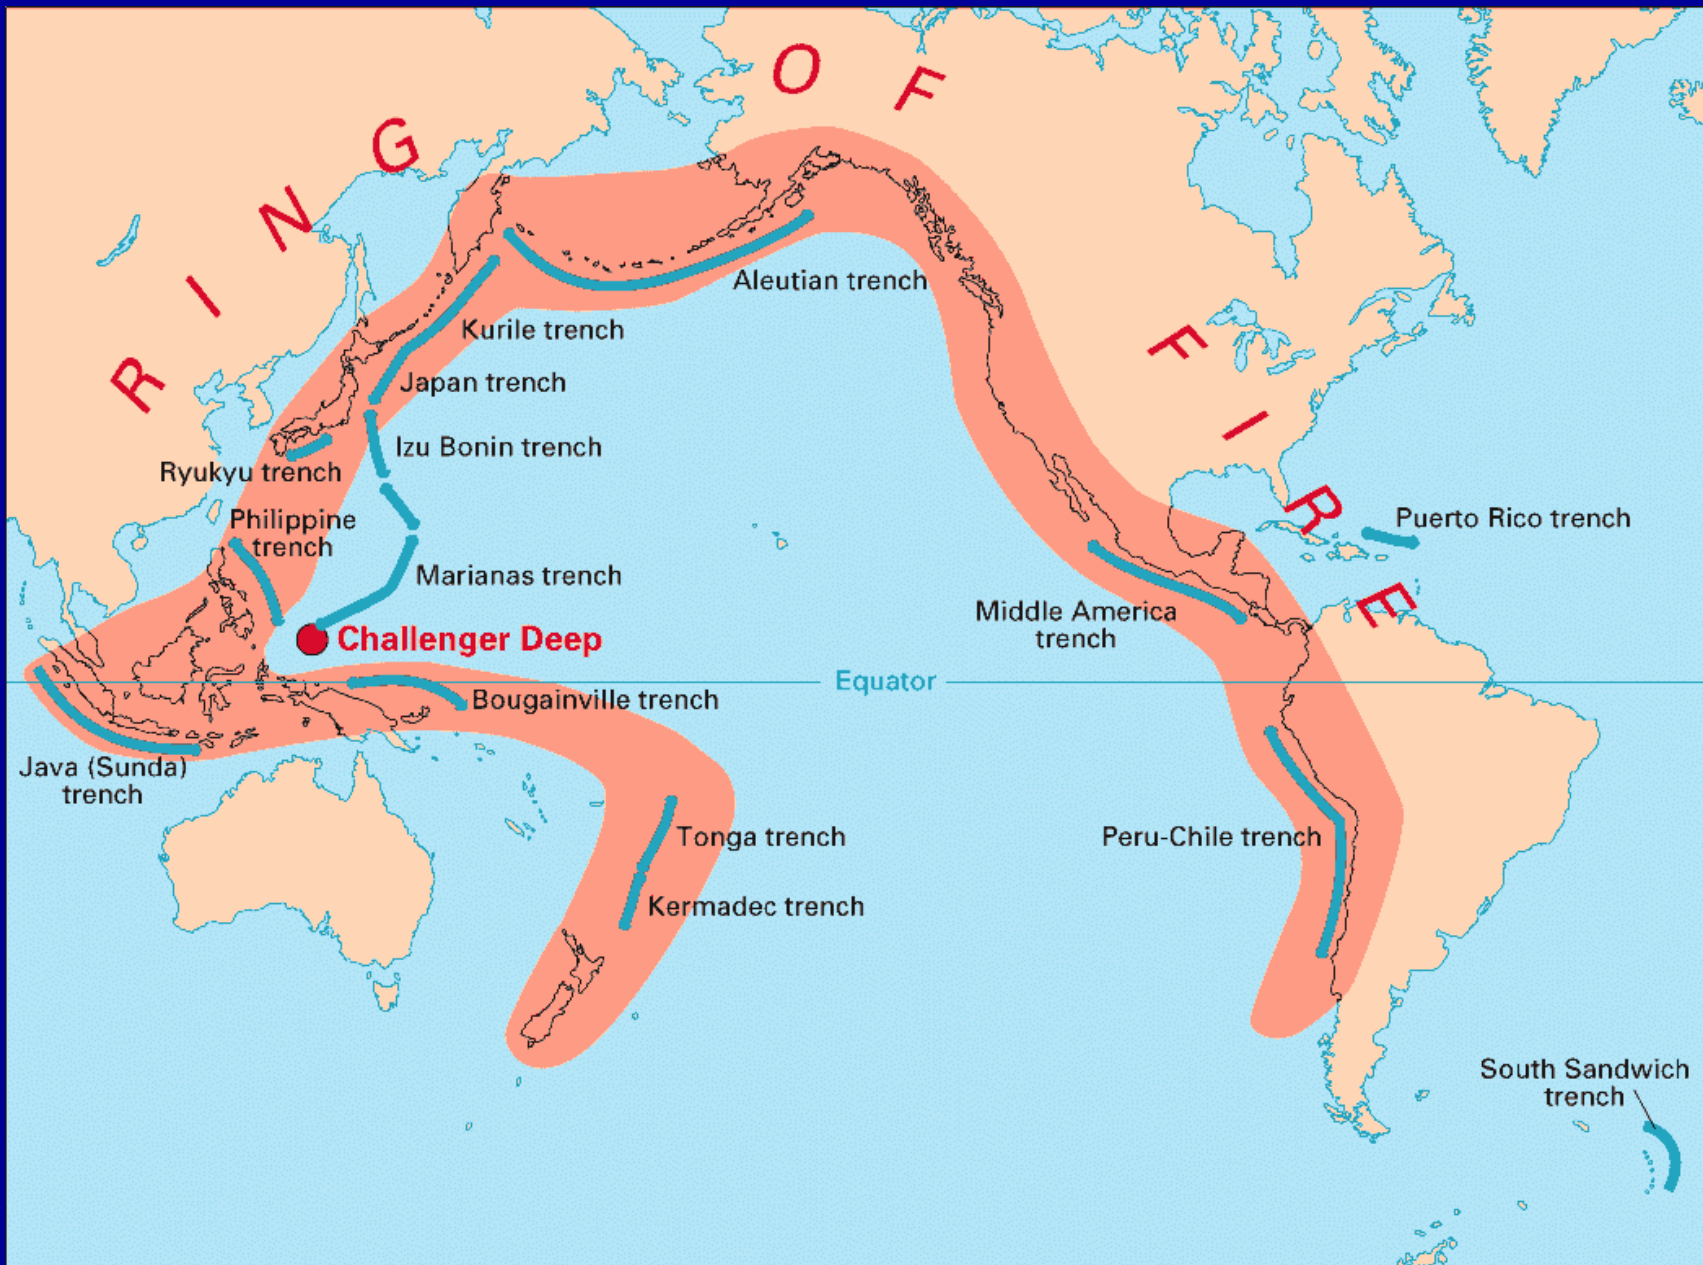 RING OF FIRE
Aleutian trench
Kurile trench
Japan trench
Izu Bonin trench
Ryukyu trench
Philippine
trench
Marianas trench
Challenger Deep
Bougainville trench
Equator
Java (Sunda)
trench
Tonga trench
Kermadec trench
Puerto Rico trench
Middle America
trench
Peru-Chile trench
South Sandwich
trench